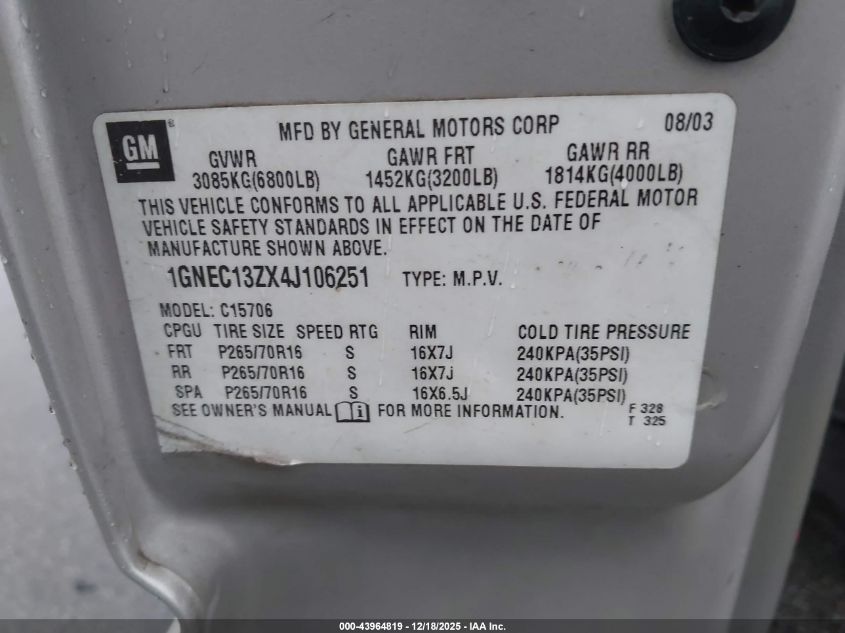 GM ® MFD BY GENERAL MOTORS CORP 08/03
GVWR GAWR FRT GAWR RR
3085KG(6800LB) 1452KG(3200LB) 1814KG(4000LB)
THIS VEHICLE CONFORMS TO ALL APPLICABLE U.S. FEDERAL MOTOR
VEHICLE SAFETY STANDARDS IN EFFECT ON THE DATE OF
MANUFACTURE SHOWN ABOVE.
1GNEC13ZX4J106251 TYPE: M.P.V.
MODEL: C15706
CPGU TIRE SIZE SPEED RTG RIM COLD TIRE PRESSURE
FRT P265/70R16 S 16X7J 240KPA(35PSI)
RR P265/70R16 S 16X7J 240KPA(35PSI)
SPA P265/70R16 S 16X6.5J 240KPA(35PSI)
SEE OWNER'S MANUAL i FOR MORE INFORMATION. F 328
T 325
000-43964819 - 12/18/2025 - IAA Inc.